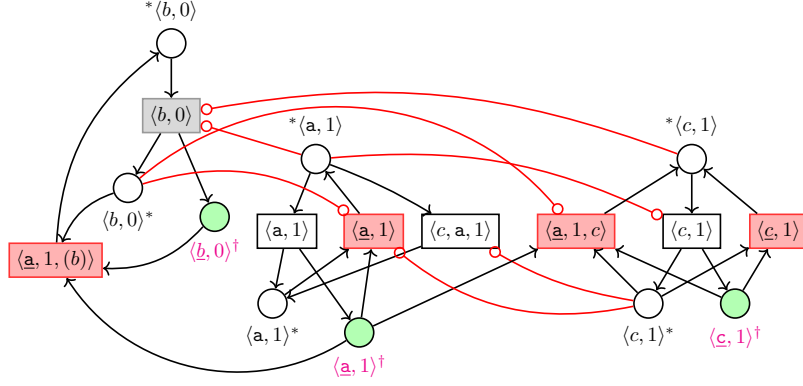 *⟨b, 0⟩
⟨b, 0⟩
*⟨a, 1⟩
*⟨c, 1⟩
⟨b, 0⟩*
⟨b̲, 0⟩†
⟨a, 1⟩
⟨a̲, 1⟩
⟨c, a, 1⟩
⟨a̲, 1, c⟩
⟨c, 1⟩
⟨c̲, 1⟩
⟨a̲, 1, (b)⟩
⟨a, 1⟩*
⟨a̲, 1⟩†
⟨c, 1⟩*
⟨c̲, 1⟩†